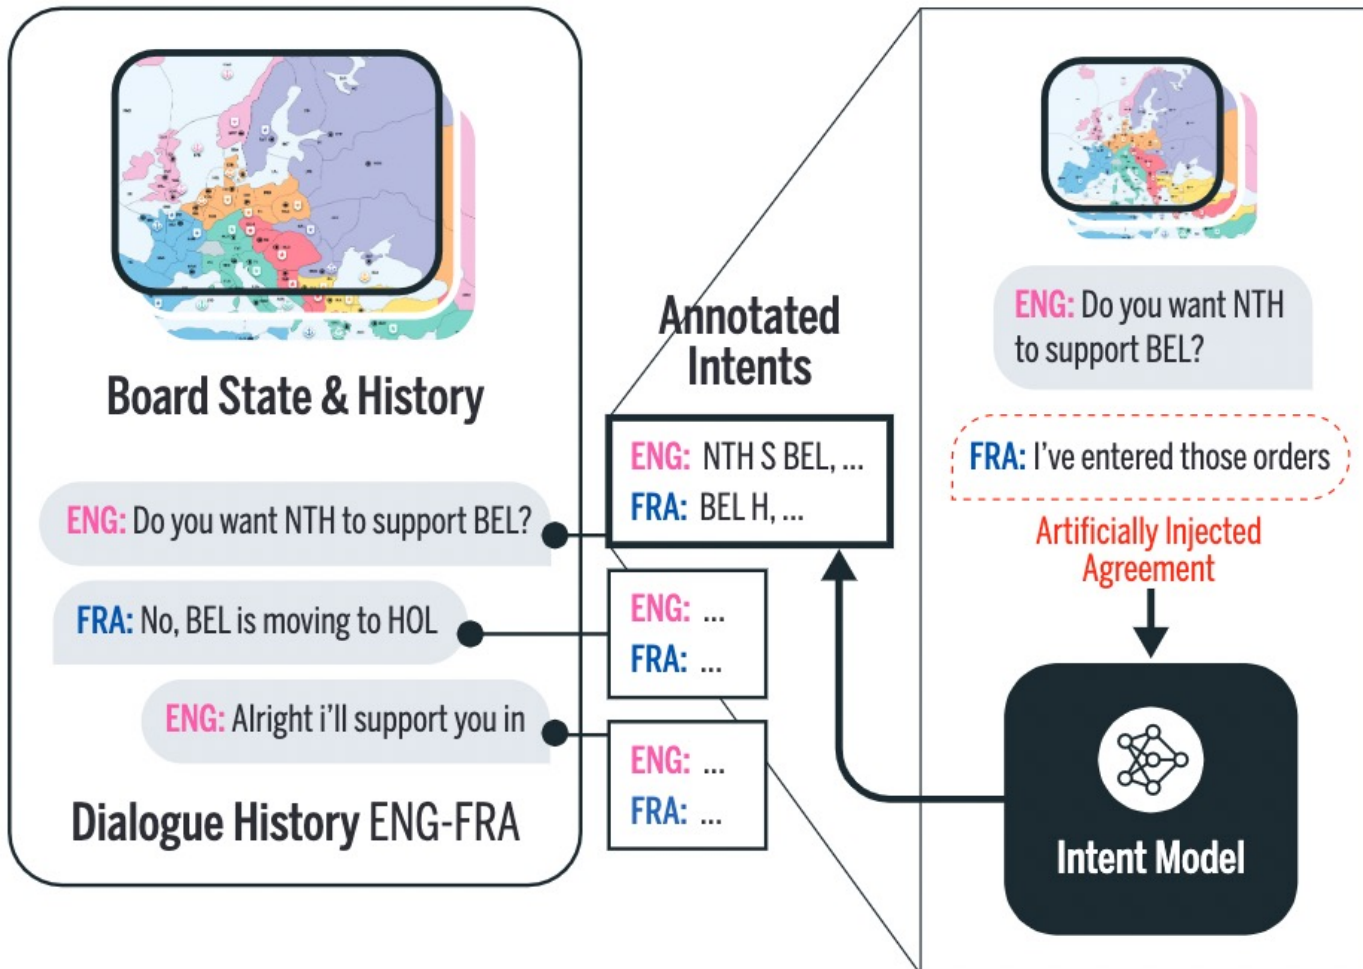 Board State & History
ENG: Do you want NTH to support BEL?
FRA: No, BEL is moving to HOL
ENG: Alright i'll support you in
Dialogue History ENG-FRA
Annotated
Intents
ENG: NTH S BEL, ...
FRA: BEL H, ...
ENG: ...
FRA: ...
ENG: ...
FRA: ...
ENG: Do you want NTH
to support BEL?
FRA: I've entered those orders
Artificially Injected
Agreement
Intent Model